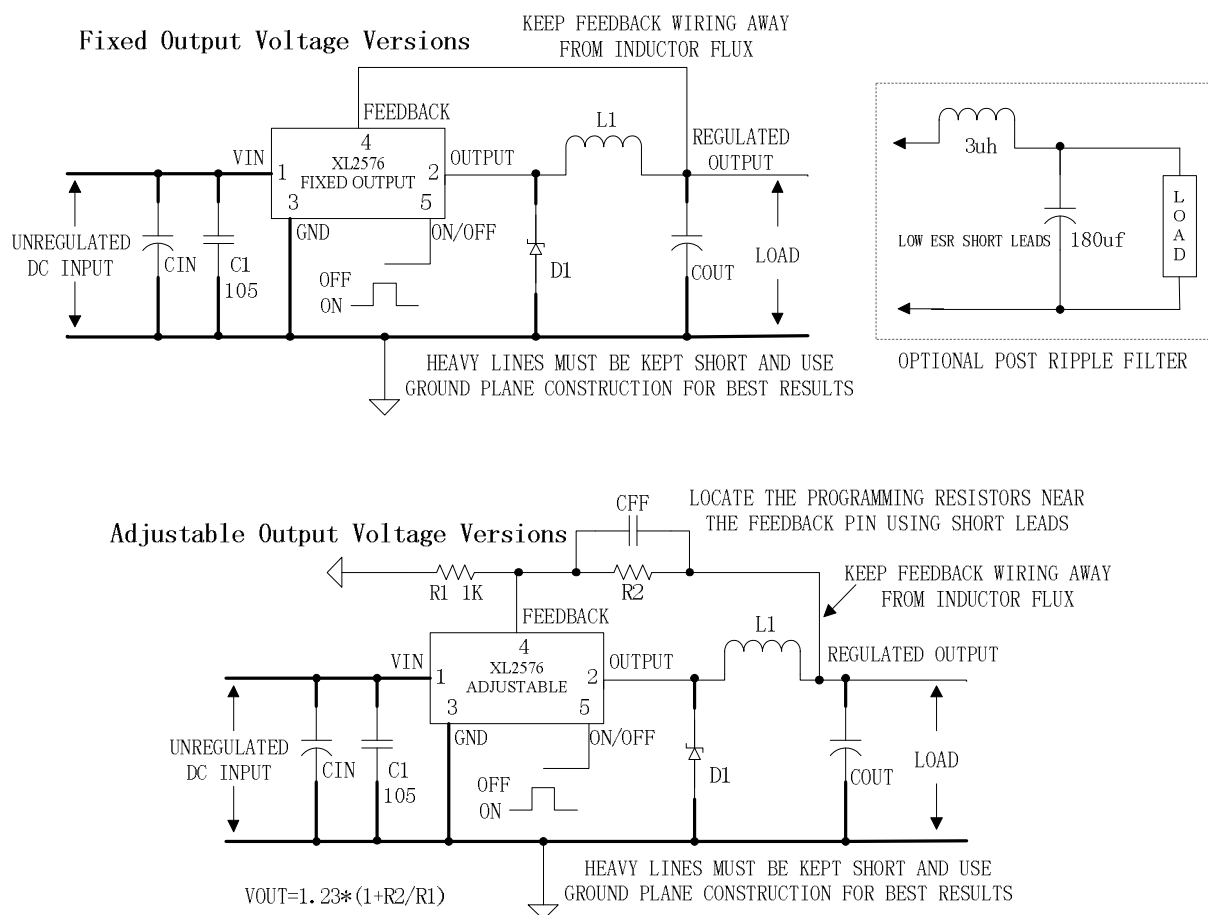 KEEP FEEDBACK WIRING AWAY
FROM INDUCTOR FLUX
Fixed Output Voltage Versions
FEEDBACK
4
XL2576
FIXED OUTPUT
VIN
1
OUTPUT
2
3
5
GND
ON/OFF
L1
REGULATED
OUTPUT
UNREGULATED
DC INPUT
CIN
C1
105
OFF
ON
D1
COUT
LOAD
HEAVY LINES MUST BE KEPT SHORT AND USE
GROUND PLANE CONSTRUCTION FOR BEST RESULTS
3uh
LOW ESR SHORT LEADS
180uf
LOAD
OPTIONAL POST RIPPLE FILTER
CFF
LOCATE THE PROGRAMMING RESISTORS NEAR
THE FEEDBACK PIN USING SHORT LEADS
Adjustable Output Voltage Versions
R1 1K
R2
KEEP FEEDBACK WIRING AWAY
FROM INDUCTOR FLUX
FEEDBACK
4
XL2576
ADJUSTABLE
VIN
1
OUTPUT
2
3
5
GND
ON/OFF
L1
REGULATED OUTPUT
UNREGULATED
DC INPUT
CIN
C1
105
OFF
ON
D1
COUT
LOAD
HEAVY LINES MUST BE KEPT SHORT AND USE
GROUND PLANE CONSTRUCTION FOR BEST RESULTS
VOUT=1.23*(1+R2/R1)